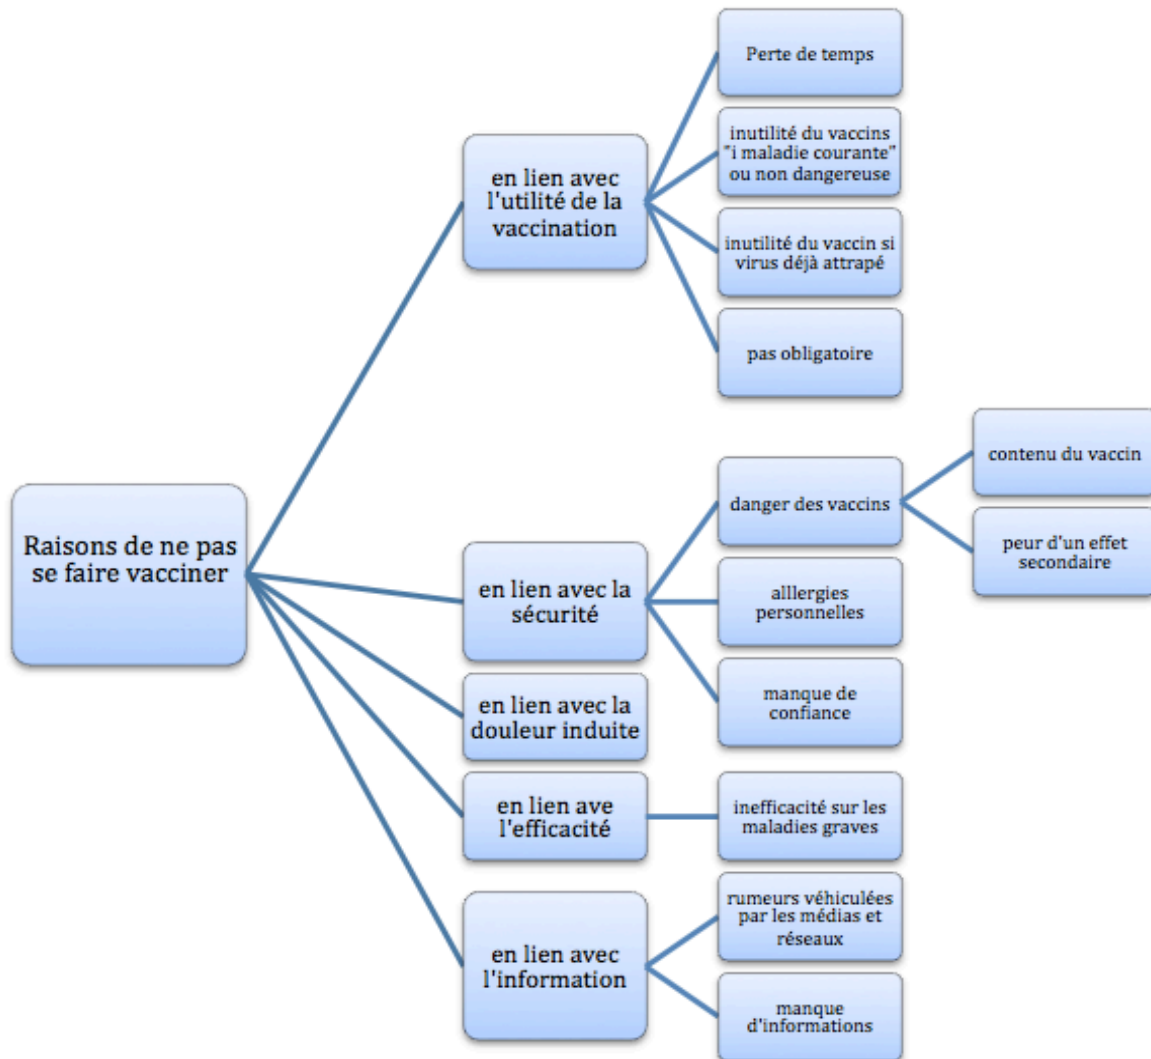 Raisons de ne pas
se faire vacciner
en lien avec
l'utilité de la
vaccination
Perte de temps
inutilité du vaccins
"i maladie courante"
ou non dangereuse
inutilité du vaccin si
virus déjà attrapé
pas obligatoire
en lien avec la
sécurité
danger des vaccins
contenu du vaccin
peur d'un effet
secondaire
alllergies
personnelles
manque de
confiance
en lien avec la
douleur induite
en lien ave
l'efficacité
inefficacité sur les
maladies graves
en lien avec
l'information
rumeurs véhiculées
par les médias et
réseaux
manque
d'informations